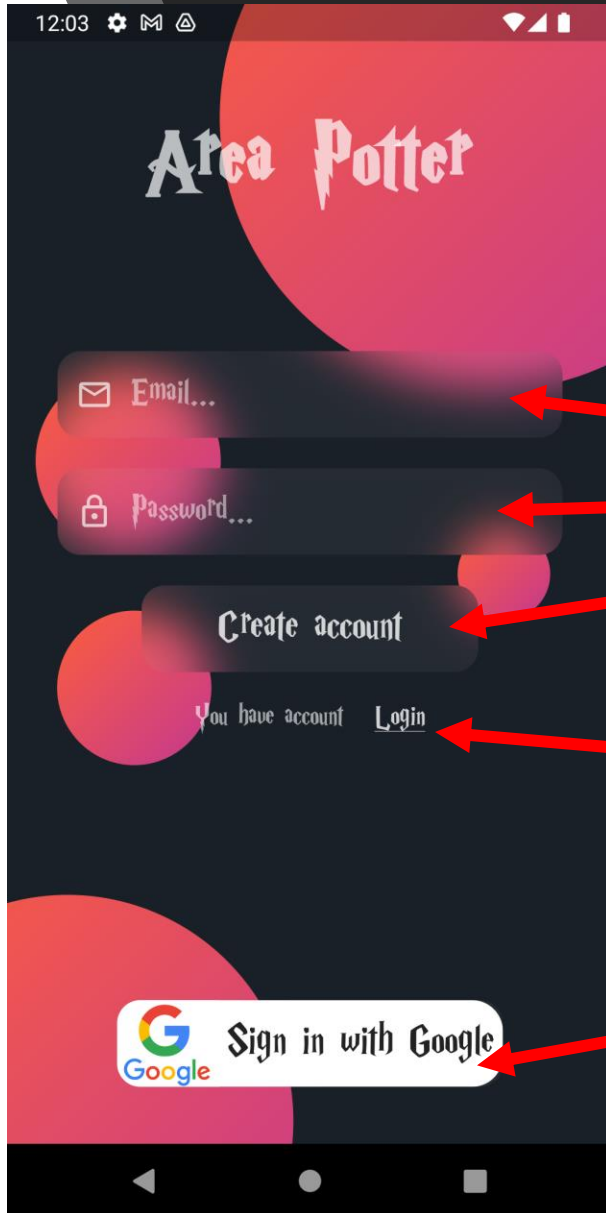 12:03
Area Potter
Email...
Password...
Create account
You have account Login
Google Sign in with Google